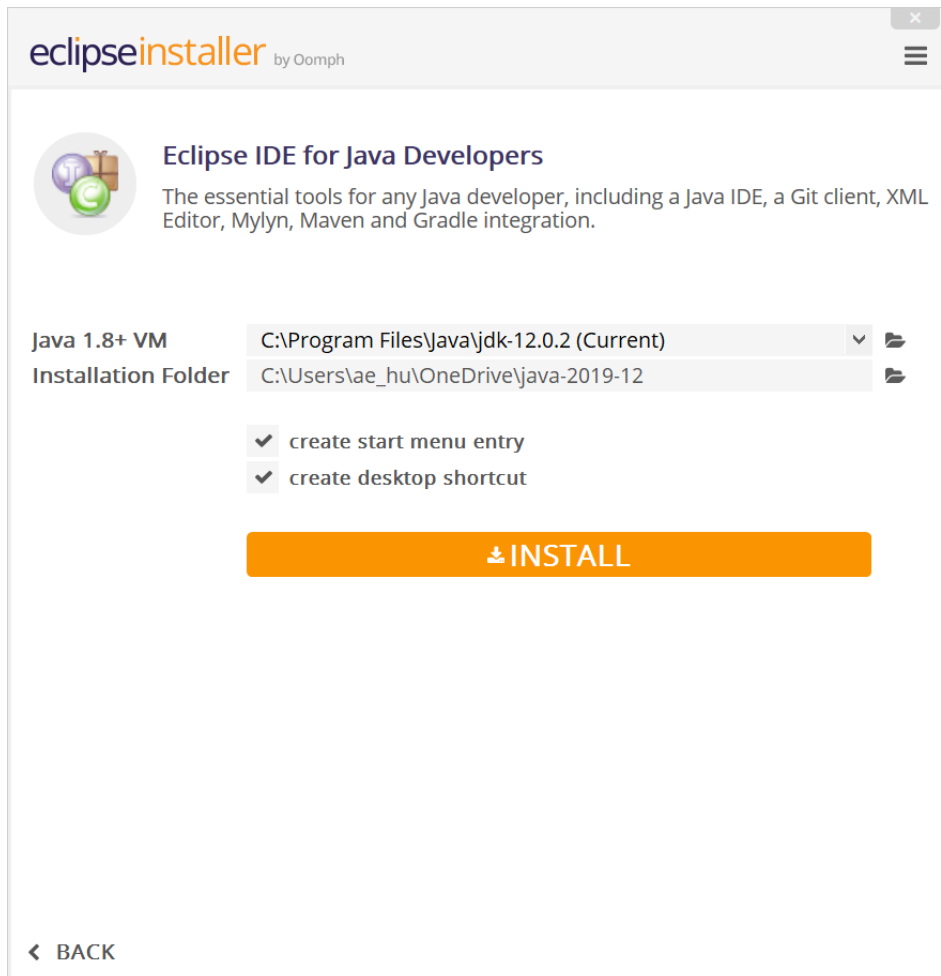 eclipseinstaller by Oomph
Eclipse IDE for Java Developers
The essential tools for any Java developer, including a Java IDE, a Git client, XML
Editor, Mylyn, Maven and Gradle integration.
Java 1.8+ VM C:\Program Files\Java\jdk-12.0.2 (Current)
Installation Folder C:\Users\ae_hu\OneDrive\java-2019-12
create start menu entry
create desktop shortcut
INSTALL
BACK